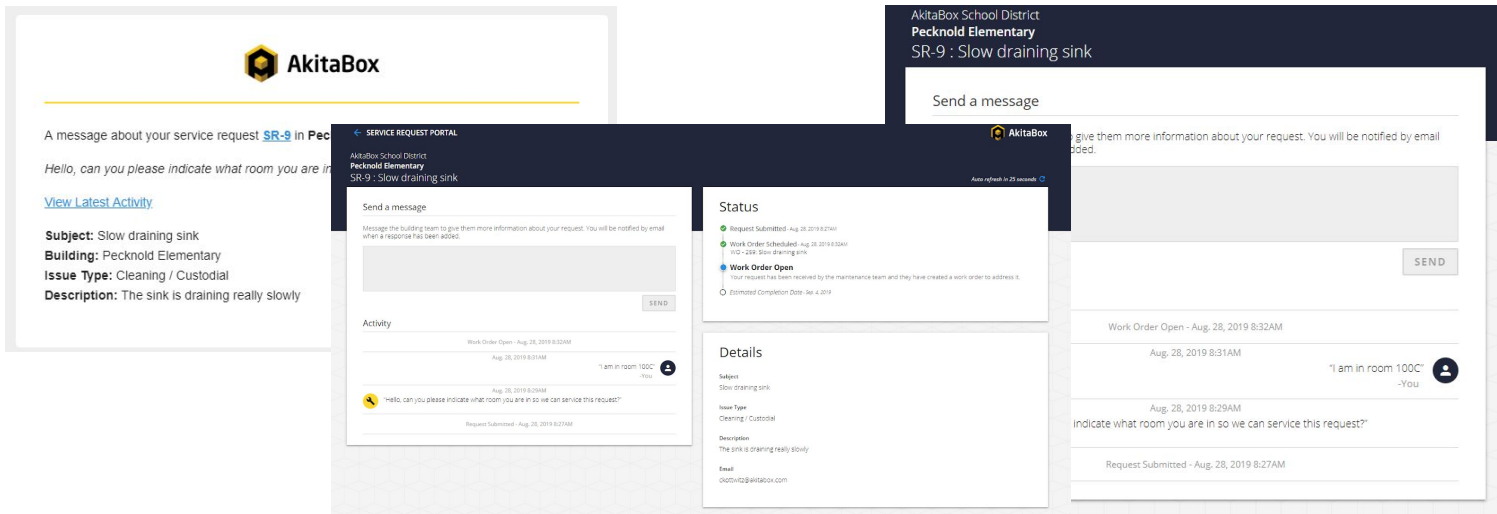 AkitaBox
A message about your service request SR-9 in Pec
Hello, can you please indicate what room you are in
View Latest Activity
Subject: Slow draining sink
Building: Pecknold Elementary
Issue Type: Cleaning / Custodial
Description: The sink is draining really slowly
SERVICE REQUEST PORTAL
AkitaBox
AkitaBox School District
Pecknold Elementary
SR-9 : Slow draining sink
Auto refresh in 25 seconds
Send a message
Message the building team to give them more information about your request. You will be notified by email
when a response has been added.
SEND
Activity
Work Order Open - Aug. 28, 2019 8:32AM
Aug. 28, 2019 8:31AM
"I am in room 100C"
-You
Aug. 28, 2019 8:29AM
"Hello, can you please indicate what room you are in so we can service this request?"
Request Submitted - Aug. 28, 2019 8:27AM
Status
Request Submitted - Aug. 28, 2019 8:27AM
Work Order Scheduled - Aug. 28, 2019 8:32AM
WO - 259: Slow draining sink
Work Order Open
Your request has been received by the maintenance team and they have created a work order to address it.
Estimated Completion Date - Sep. 4, 2019
Details
Subject
Slow draining sink
Issue Type
Cleaning / Custodial
Description
The sink is draining really slowly
Email
ckottwitz@akitabox.com
AkitaBox School District
Pecknold Elementary
SR-9 : Slow draining sink
Send a message
give them more information about your request. You will be notified by email
dded.
SEND
Work Order Open - Aug. 28, 2019 8:32AM
Aug. 28, 2019 8:31AM
"I am in room 100C"
-You
Aug. 28, 2019 8:29AM
indicate what room you are in so we can service this request?"
Request Submitted - Aug. 28, 2019 8:27AM